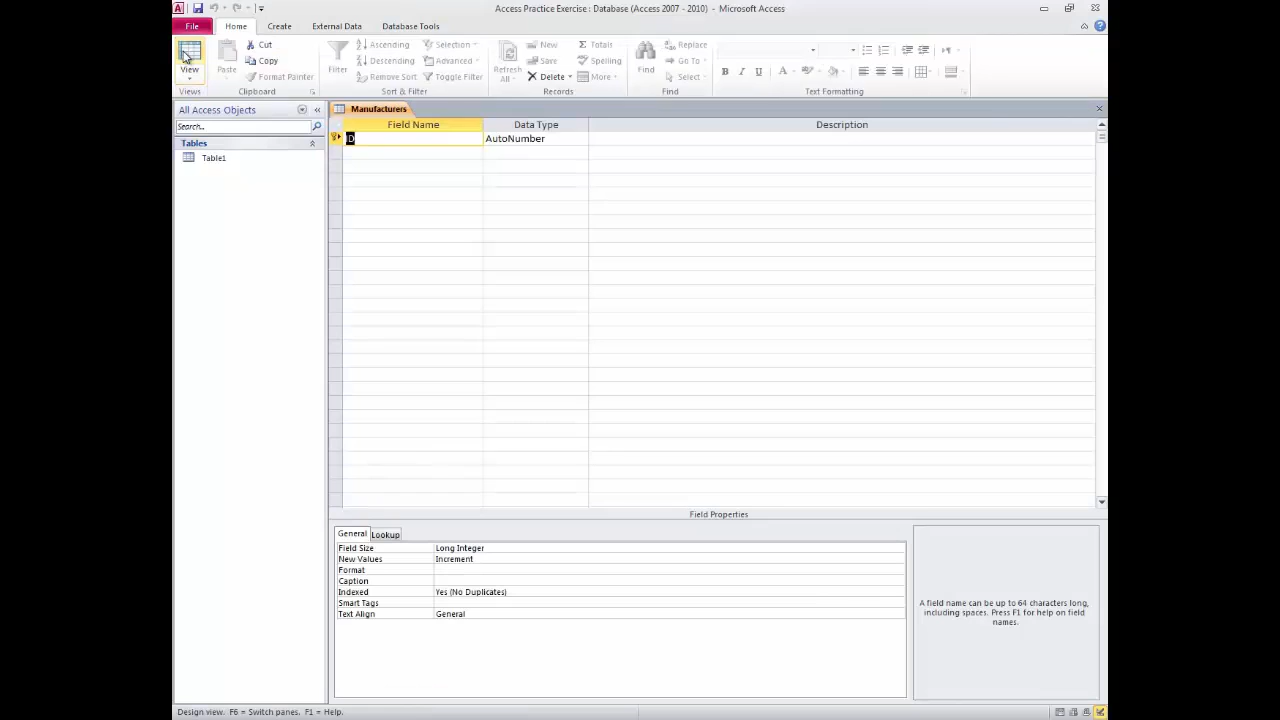 Access Practice Exercise : Database (Access 2007 - 2010) - Microsoft Access
File Home Create External Data Database Tools
View
Views
Paste
Cut
Copy
Format Painter
Clipboard
Filter
Ascending
Descending
Remove Sort
Selection
Advanced
Toggle Filter
Sort & Filter
Refresh
All
New
Save
Delete
Totals
Spelling
More
Records
Find
Replace
Go To
Select
Find
B I U A
Text Formatting
All Access Objects
Search...
Tables
Table1
Manufacturers
Field Name Data Type Description
ID AutoNumber
Field Properties
General Lookup
Field Size Long Integer
New Values Increment
Format
Caption
Indexed Yes (No Duplicates)
Smart Tags
Text Align General
A field name can be up to 64 characters long,
including spaces. Press F1 for help on field
names.
Design view. F6 = Switch panes. F1 = Help.